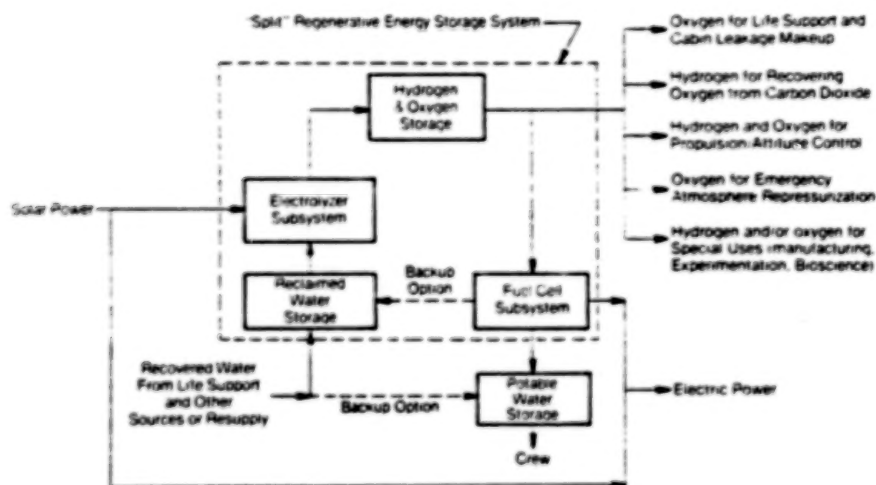 "Split" Regenerative Energy Storage System
Oxygen for Life Support and
Cabin Leakage Makeup
Hydrogen
& Oxygen
Storage
Hydrogen for Recovering
Oxygen from Carbon Dioxide
Hydrogen and Oxygen for
Propulsion/Attitude Control
Solar Power
Electrolyzer
Subsystem
Oxygen for Emergency
Atmosphere Repressurization
Hydrogen and/or oxygen for
Special Uses (manufacturing,
Experimentation, Bioscience)
Reclaimed
Water
Storage
Backup
Option
Fuel Cell
Subsystem
Recovered Water
From Life Support
and Other
Sources or Resupply
Backup Option
Potable
Water
Storage
Electric Power
Crew